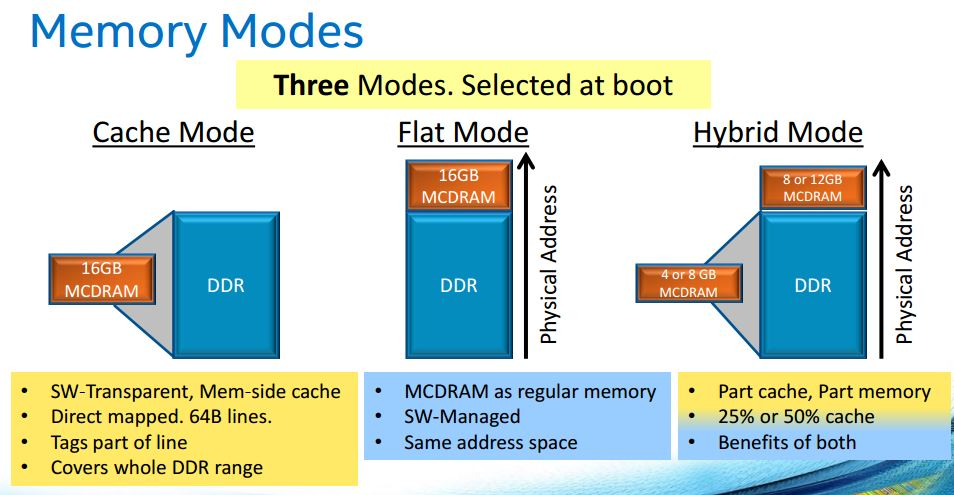 Memory Modes
Three Modes. Selected at boot
Cache Mode
16GB
MCDRAM
DDR
• SW-Transparent, Mem-side cache
• Direct mapped. 64B lines.
• Tags part of line
• Covers whole DDR range
Flat Mode
16GB
MCDRAM
DDR
Physical Address
• MCDRAM as regular memory
• SW-Managed
• Same address space
Hybrid Mode
8 or 12GB
MCDRAM
4 or 8 GB
MCDRAM
DDR
Physical Address
• Part cache, Part memory
• 25% or 50% cache
• Benefits of both